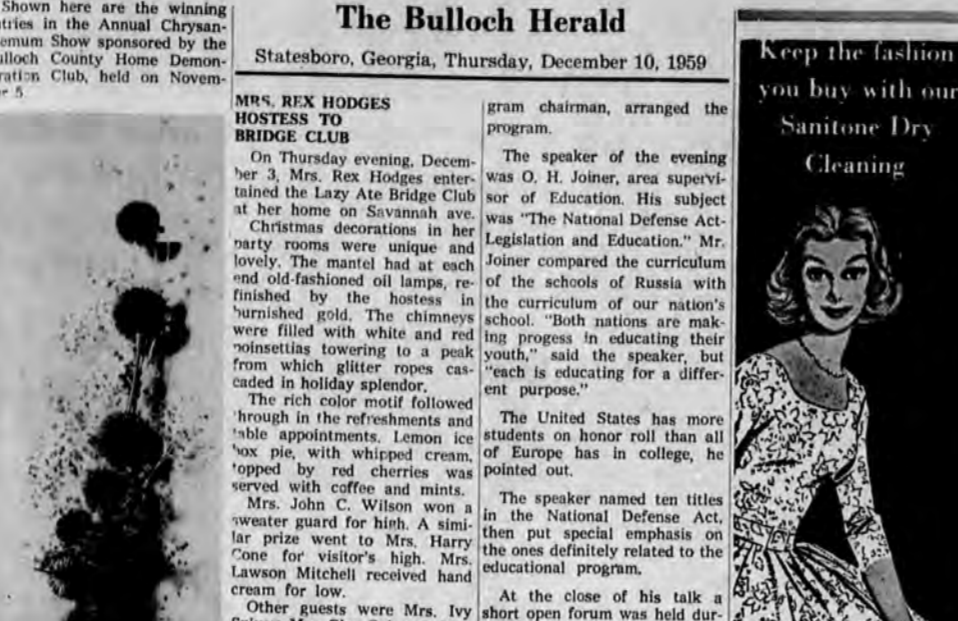 Shown here are the winning
tries in the Annual Chrysan-
emum Show sponsored by the
ulloch County Home Demon-
ration Club, held on Novem-
r 5
The Bulloch Herald
Statesboro, Georgia, Thursday, December 10, 1959
MRS. REX HODGES
HOSTESS TO
BRIDGE CLUB
On Thursday evening, Decem-
ber 3, Mrs. Rex Hodges enter-
tained the Lazy Ate Bridge Club
at her home on Savannah ave.
Christmas decorations in her
party rooms were unique and
lovely. The mantel had at each
end old-fashioned oil lamps, re-
finished by the hostess in
burnished gold. The chimneys
were filled with white and red
poinsettias towering to a peak
from which glitter ropes cas-
caded in holiday splendor.
The rich color motif followed
through in the refreshments and
table appointments. Lemon ice
box pie, with whipped cream,
topped by red cherries was
served with coffee and mints.
Mrs. John C. Wilson won a
sweater guard for high. A simi-
lar prize went to Mrs. Harry
Cone for visitor's high. Mrs.
Lawson Mitchell received hand
cream for low.
Other guests were Mrs. Ivy
gram chairman, arranged the
program.
The speaker of the evening
was O. H. Joiner, area supervi-
sor of Education. His subject
was "The National Defense Act-
Legislation and Education." Mr.
Joiner compared the curriculum
of the schools of Russia with
the curriculum of our nation's
school. "Both nations are mak-
ing progess in educating their
youth," said the speaker, but
"each is educating for a differ-
ent purpose."
The United States has more
students on honor roll than all
of Europe has in college, he
pointed out.
The speaker named ten titles
in the National Defense Act,
then put special emphasis on
the ones definitely related to the
educational program.
At the close of his talk a
short open forum was held dur-
Keep the fashion
you buy with our
Sanitone Dry
Cleaning